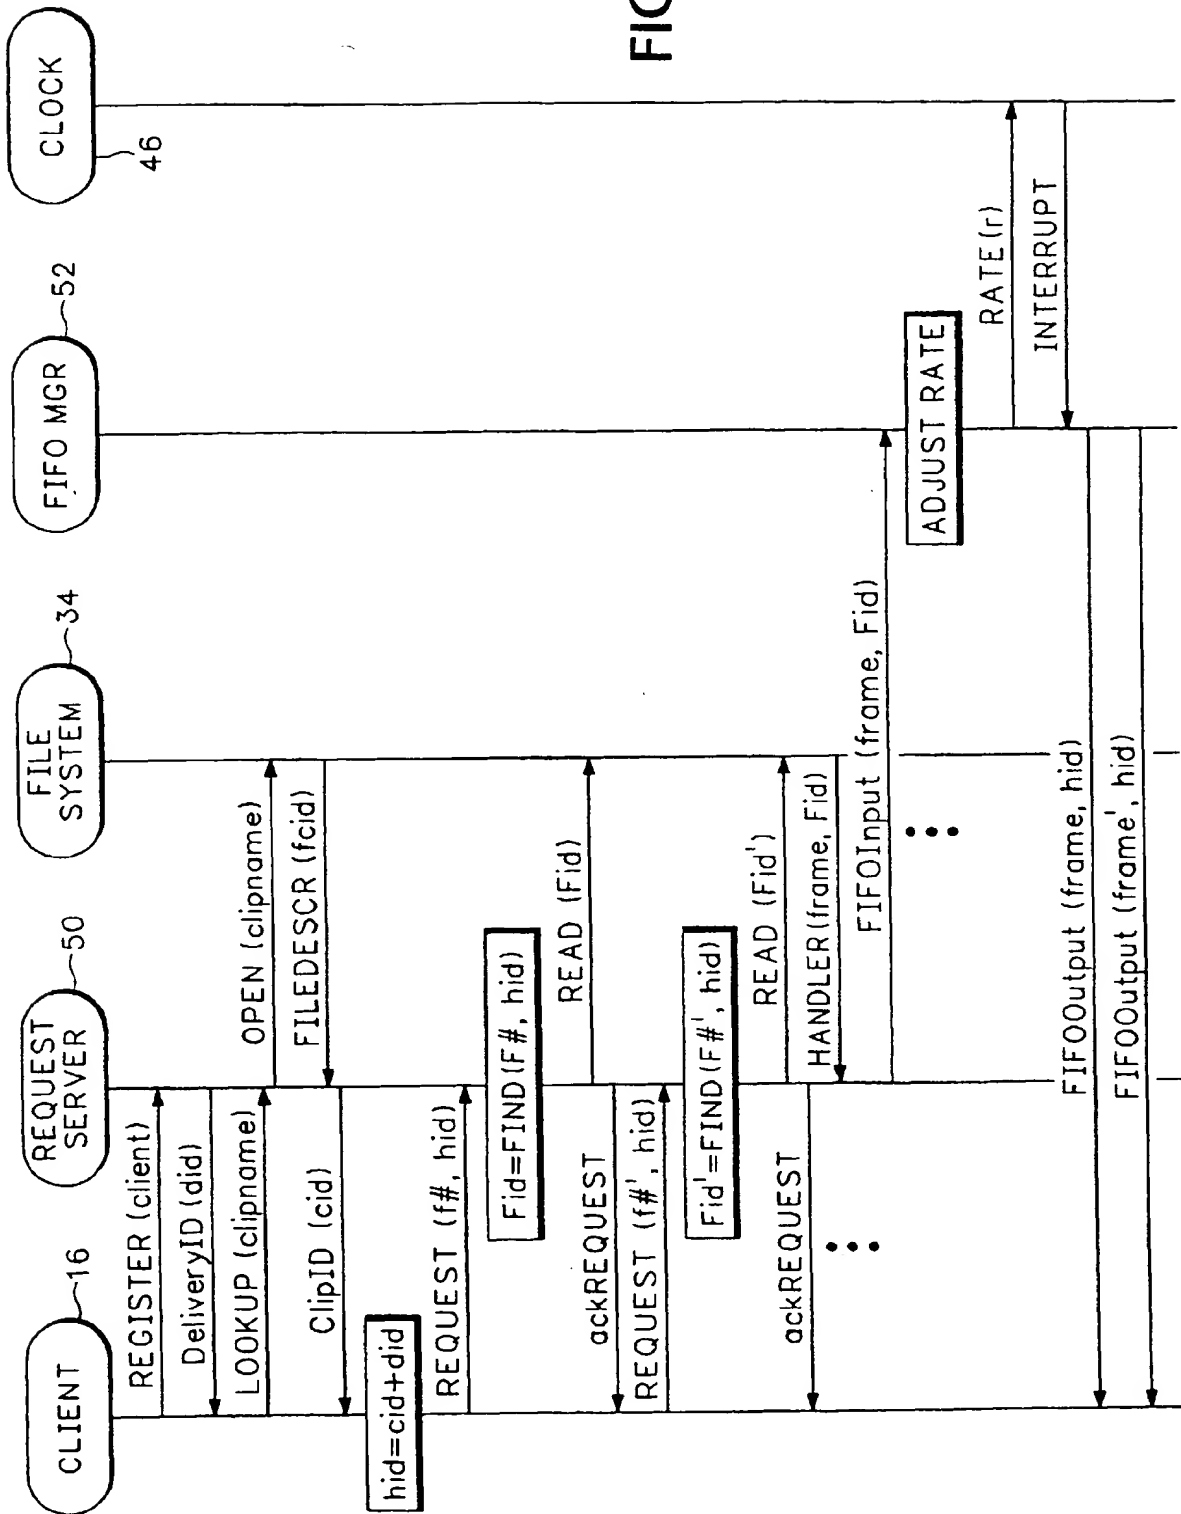 CLIENT
16
REQUEST
SERVER
50
FILE
SYSTEM
34
FIFO MGR
52
CLOCK
46
REGISTER (client)
DeliveryID (did)
LOOKUP (clipname)
OPEN (clipname)
FILEDESCR (fcid)
ClipID (cid)
hid=cid+did
REQUEST (f#, hid)
Fid=FIND(F#, hid)
READ (Fid)
ackREQUEST
REQUEST (f#', hid)
Fid'=FIND(F#', hid)
READ (Fid')
ackREQUEST
HANDLER(frame, Fid)
FIFOInput (frame, Fid)
ADJUST RATE
RATE(r)
INTERRUPT
FIFOOutput (frame, hid)
FIFOOutput (frame', hid)